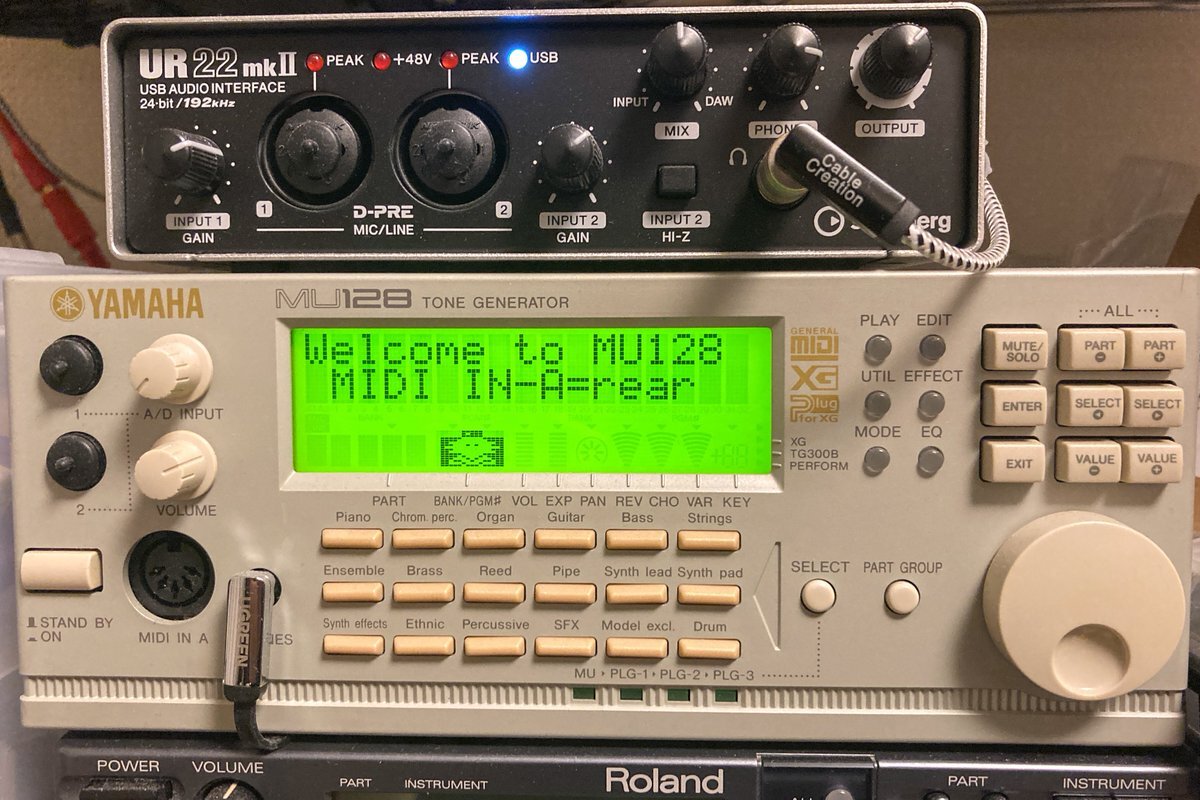 UR22mkII
USB AUDIO INTERFACE
24-bit/192kHz
PEAK
+48V
PEAK
USB
INPUT
DAW
MIX
PHON
OUTPUT
Cable
Creation
INPUT 1
GAIN
1
D-PRE
MIC/LINE
2
INPUT 2
GAIN
INPUT 2
HI-Z
YAMAHA
MU128 TONE GENERATOR
Welcome to MU128
MIDI IN-A=rear
GENERAL
MIDI
XG
Plug
for XG
XG
TG300B
PERFORM
PLAY EDIT
UTIL EFFECT
MODE EQ
ALL
MUTE/
SOLO
PART
-
PART
+
ENTER
SELECT
SELECT
EXIT
VALUE
-
VALUE
+
1
A/D INPUT
2
VOLUME
STAND BY
ON
MIDI IN A
UGREEN
PART BANK/PGM# VOL EXP PAN REV CHO VAR KEY
Piano Chrom. perc. Organ Guitar Bass Strings
Ensemble Brass Reed Pipe Synth lead Synth pad
Synth effects Ethnic Percussive SFX Model excl. Drum
MU PLG-1 PLG-2 PLG-3
SELECT
PART GROUP
POWER
VOLUME
PART
INSTRUMENT
Roland
PART
INSTRUMENT